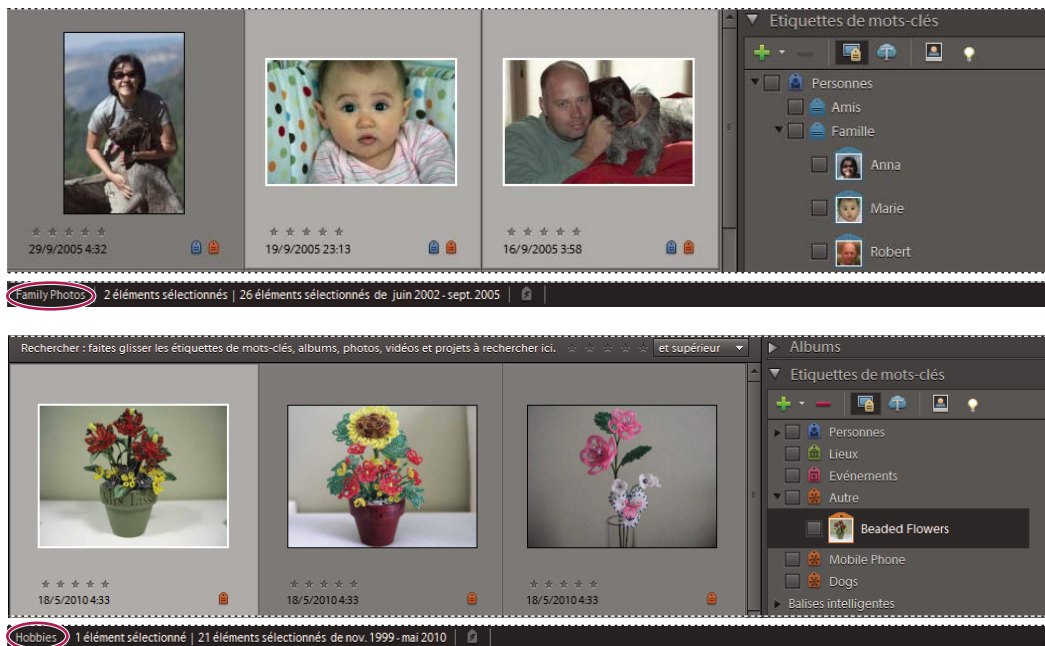 Etiquettes de mots-clés
Personnes
Amis
Famille
Anna
Marie
Robert
29/9/2005 4:32
19/9/2005 23:13
16/9/2005 3:58
Family Photos 2 éléments sélectionnés | 26 éléments sélectionnés de juin 2002 - sept. 2005
Rechercher : faites glisser les étiquettes de mots-clés, albums, photos, vidéos et projets à rechercher ici. et supérieur
Albums
Etiquettes de mots-clés
Personnes
Lieux
Evénements
Autre
Beaded Flowers
Mobile Phone
Dogs
Balises intelligentes
18/5/2010 4:33
18/5/2010 4:33
18/5/2010 4:33
Hobbies 1 élément sélectionné | 21 éléments sélectionnés de nov. 1999 - mai 2010